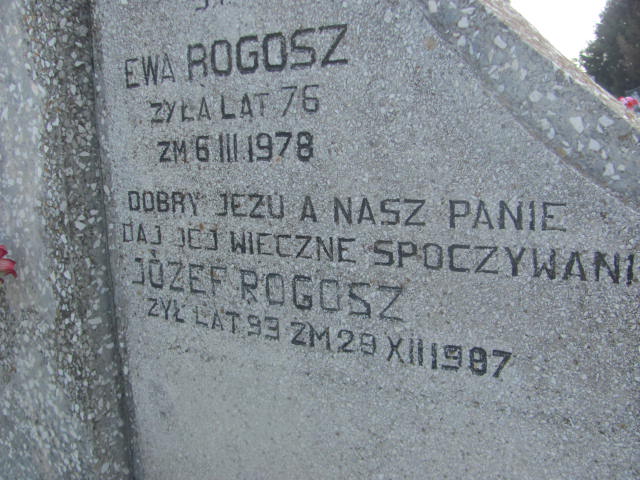 EWA ROGOSZ
ŻYŁA LAT 76
ZM 6 III 1978
DOBRY JEZU A NASZ PANIE
DAJ JEJ WIECZNE SPOCZYWANI
JÓZEF ROGOSZ
ŻYŁ LAT 93 ZM 29 XII 1987